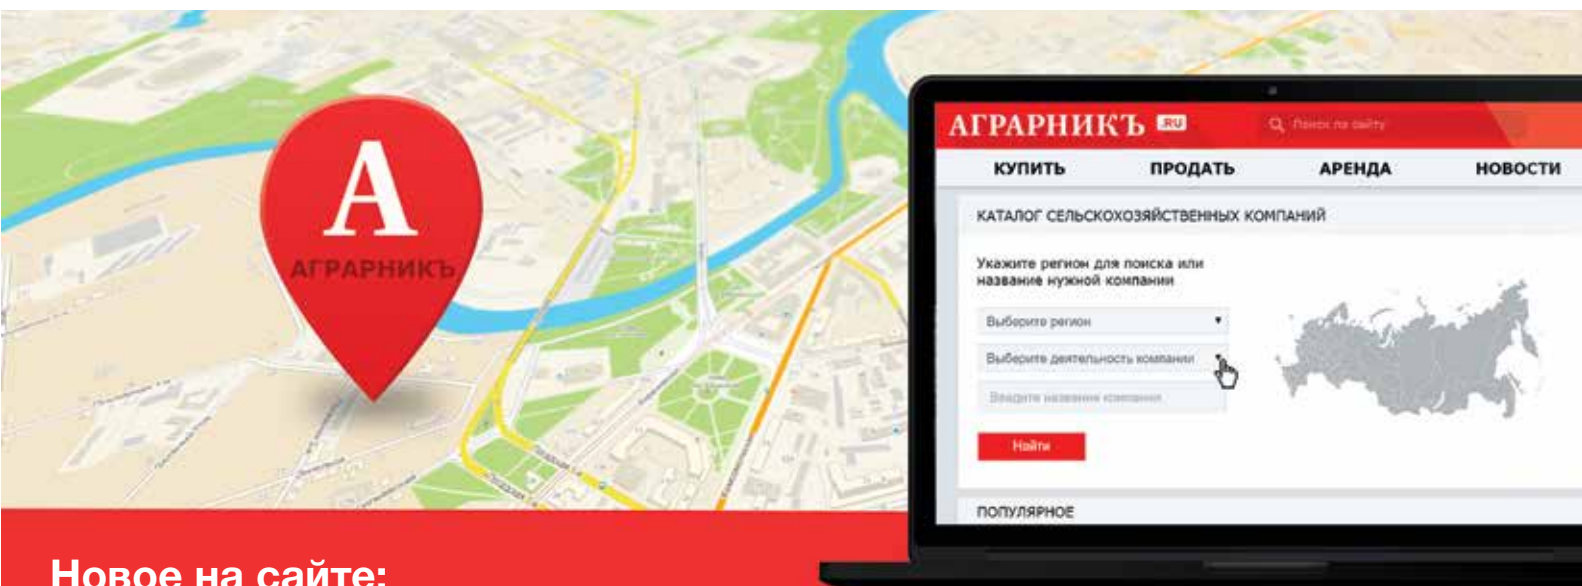 А
АГРАРНИКЪ
АГРАРНИКЪ .RU
Поиск по сайту
КУПИТЬ ПРОДАТЬ АРЕНДА НОВОСТИ
КАТАЛОГ СЕЛЬСКОХОЗЯЙСТВЕННЫХ КОМПАНИЙ
Укажите регион для поиска или
название нужной компании
Выберите регион
Выберите деятельность компании
Введите название компании
Найти
ПОПУЛЯРНОЕ
Новое на сайте: